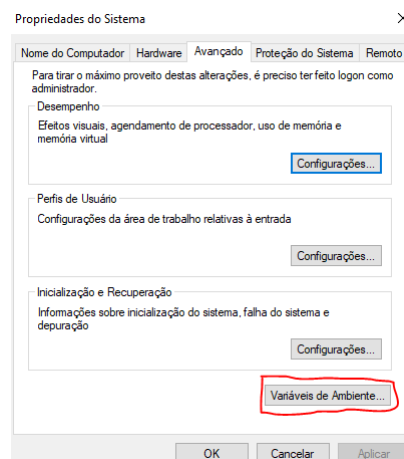 Propriedades do Sistema
Nome do Computador Hardware Avançado Proteção do Sistema Remoto
Para tirar o máximo proveito destas alterações, é preciso ter feito logon como
administrador.
Desempenho
Efeitos visuais, agendamento de processador, uso de memória e
memória virtual
Configurações...
Perfis de Usuário
Configurações da área de trabalho relativas à entrada
Configurações...
Inicialização e Recuperação
Informações sobre inicialização do sistema, falha do sistema e
depuração
Configurações...
Variáveis de Ambiente...
OK Cancelar Aplicar